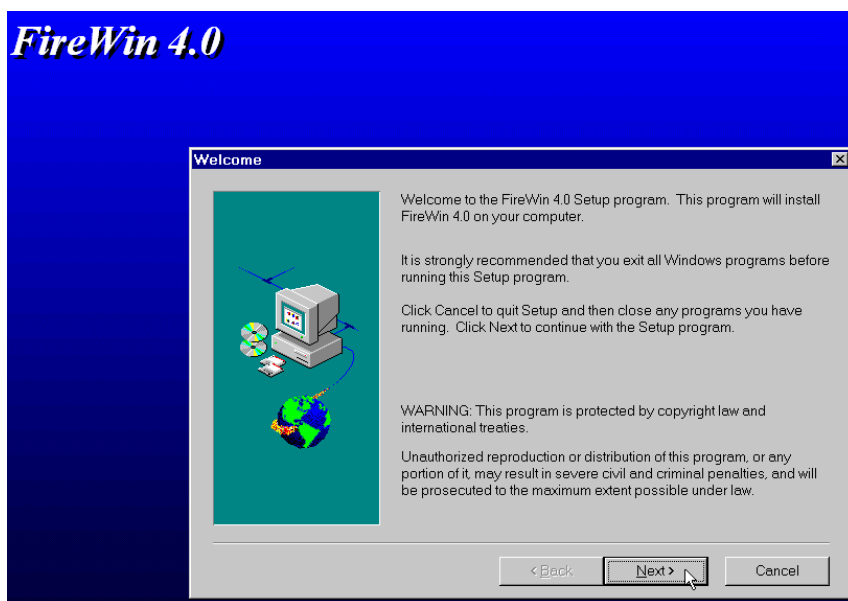 FireWin 4.0
Welcome
Welcome to the FireWin 4.0 Setup program. This program will install
FireWin 4.0 on your computer.
It is strongly recommended that you exit all Windows programs before
running this Setup program.
Click Cancel to quit Setup and then close any programs you have
running. Click Next to continue with the Setup program.
WARNING: This program is protected by copyright law and
international treaties.
Unauthorized reproduction or distribution of this program, or any
portion of it, may result in severe civil and criminal penalties, and will
be prosecuted to the maximum extent possible under law.
< Back Next > Cancel